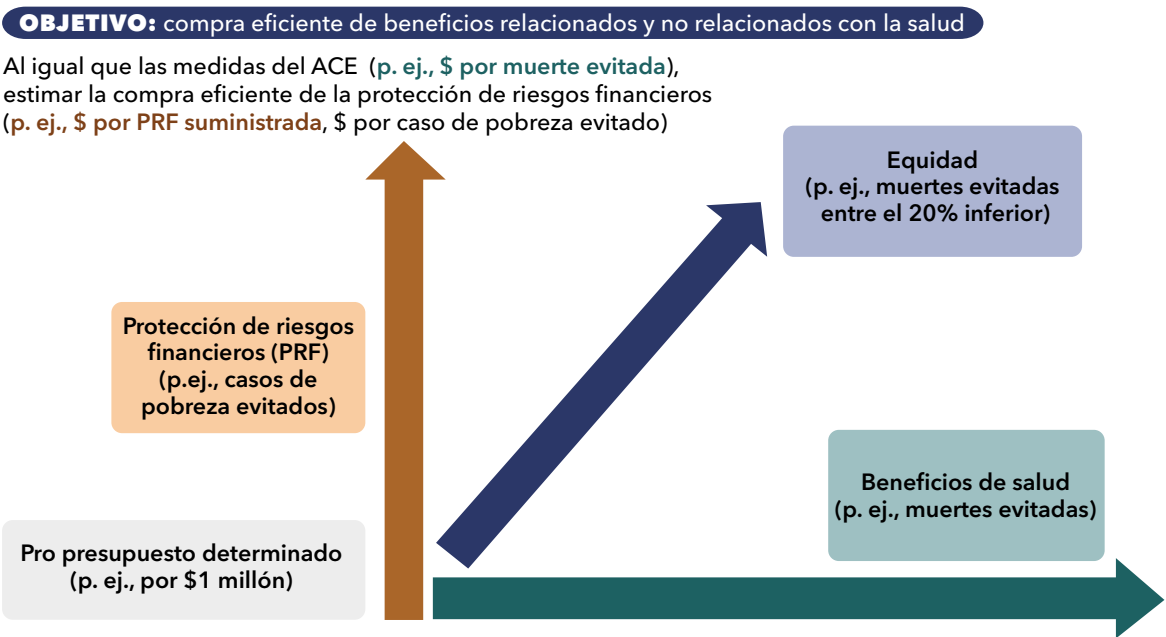 OBJETIVO: compra eficiente de beneficios relacionados y no relacionados con la salud
Al igual que las medidas del ACE (p. ej., $ por muerte evitada),
estimar la compra eficiente de la protección de riesgos financieros
(p. ej., $ por PRF suministrada, $ por caso de pobreza evitado)
Equidad
(p. ej., muertes evitadas
entre el 20% inferior)
Protección de riesgos
financieros (PRF)
(p.ej., casos de
pobreza evitados)
Beneficios de salud
(p. ej., muertes evitadas)
Pro presupuesto determinado
(p. ej., por $1 millón)